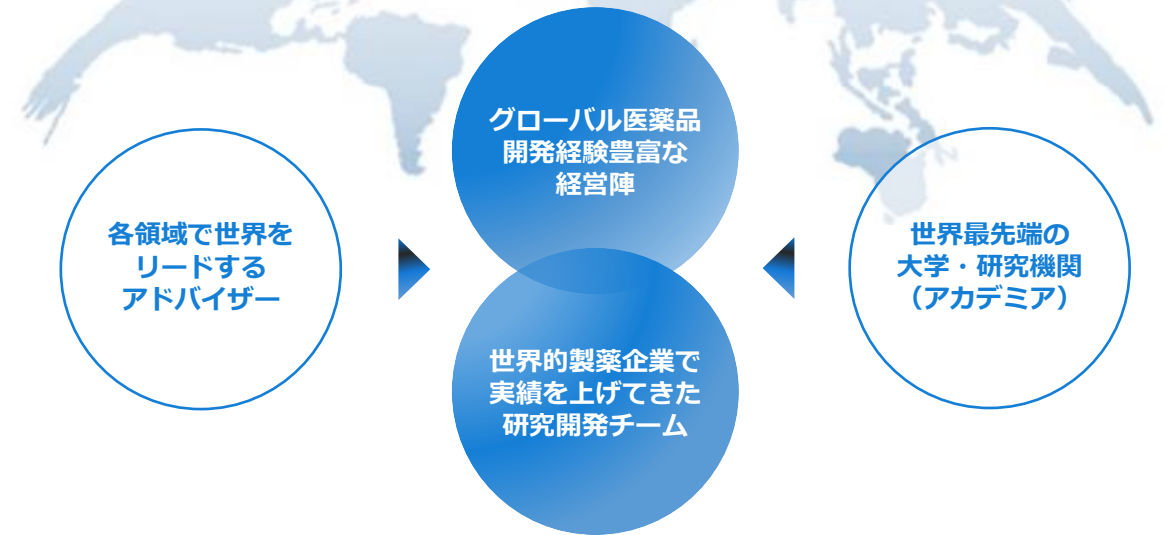 グローバル医薬品
開発経験豊富な
経営陣
各領域で世界を
リードする
アドバイザー
世界最先端の
大学・研究機関
（アカデミア）
世界的製薬企業で
実績を上げてきた
研究開発チーム